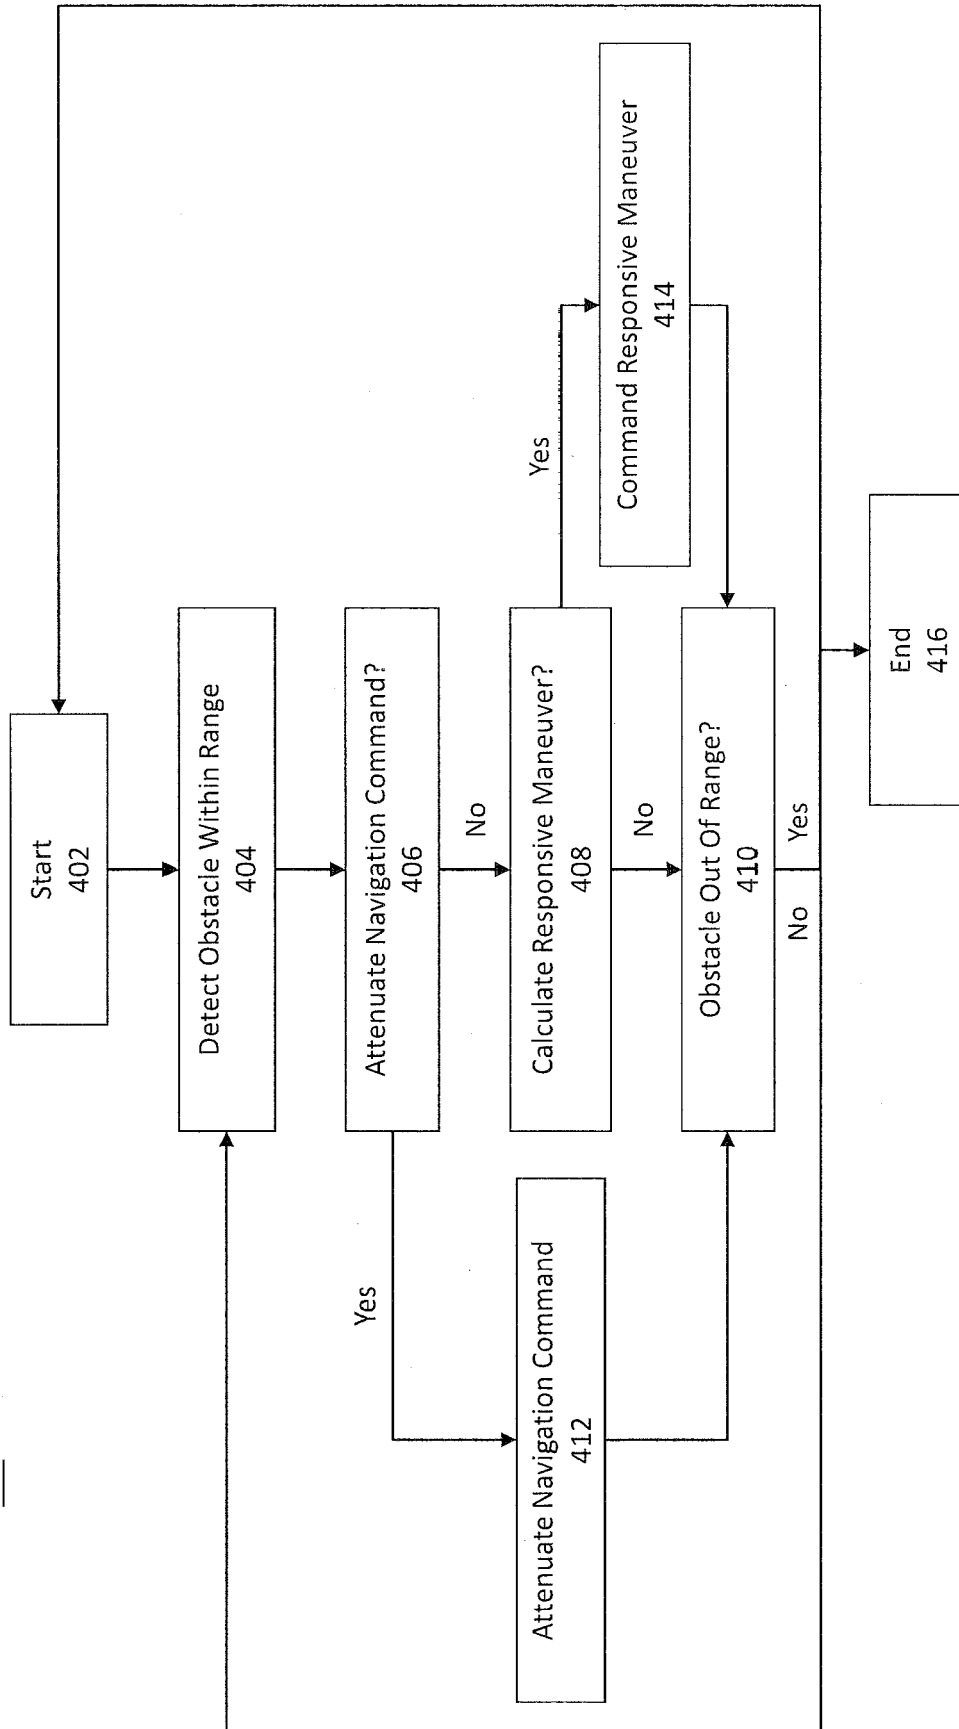 Start
402
Detect Obstacle Within Range
404
Attenuate Navigation Command?
406
Yes
No
Attenuate Navigation Command
412
Calculate Responsive Maneuver?
408
Yes
No
Command Responsive Maneuver
414
Obstacle Out Of Range?
410
No
Yes
End
416